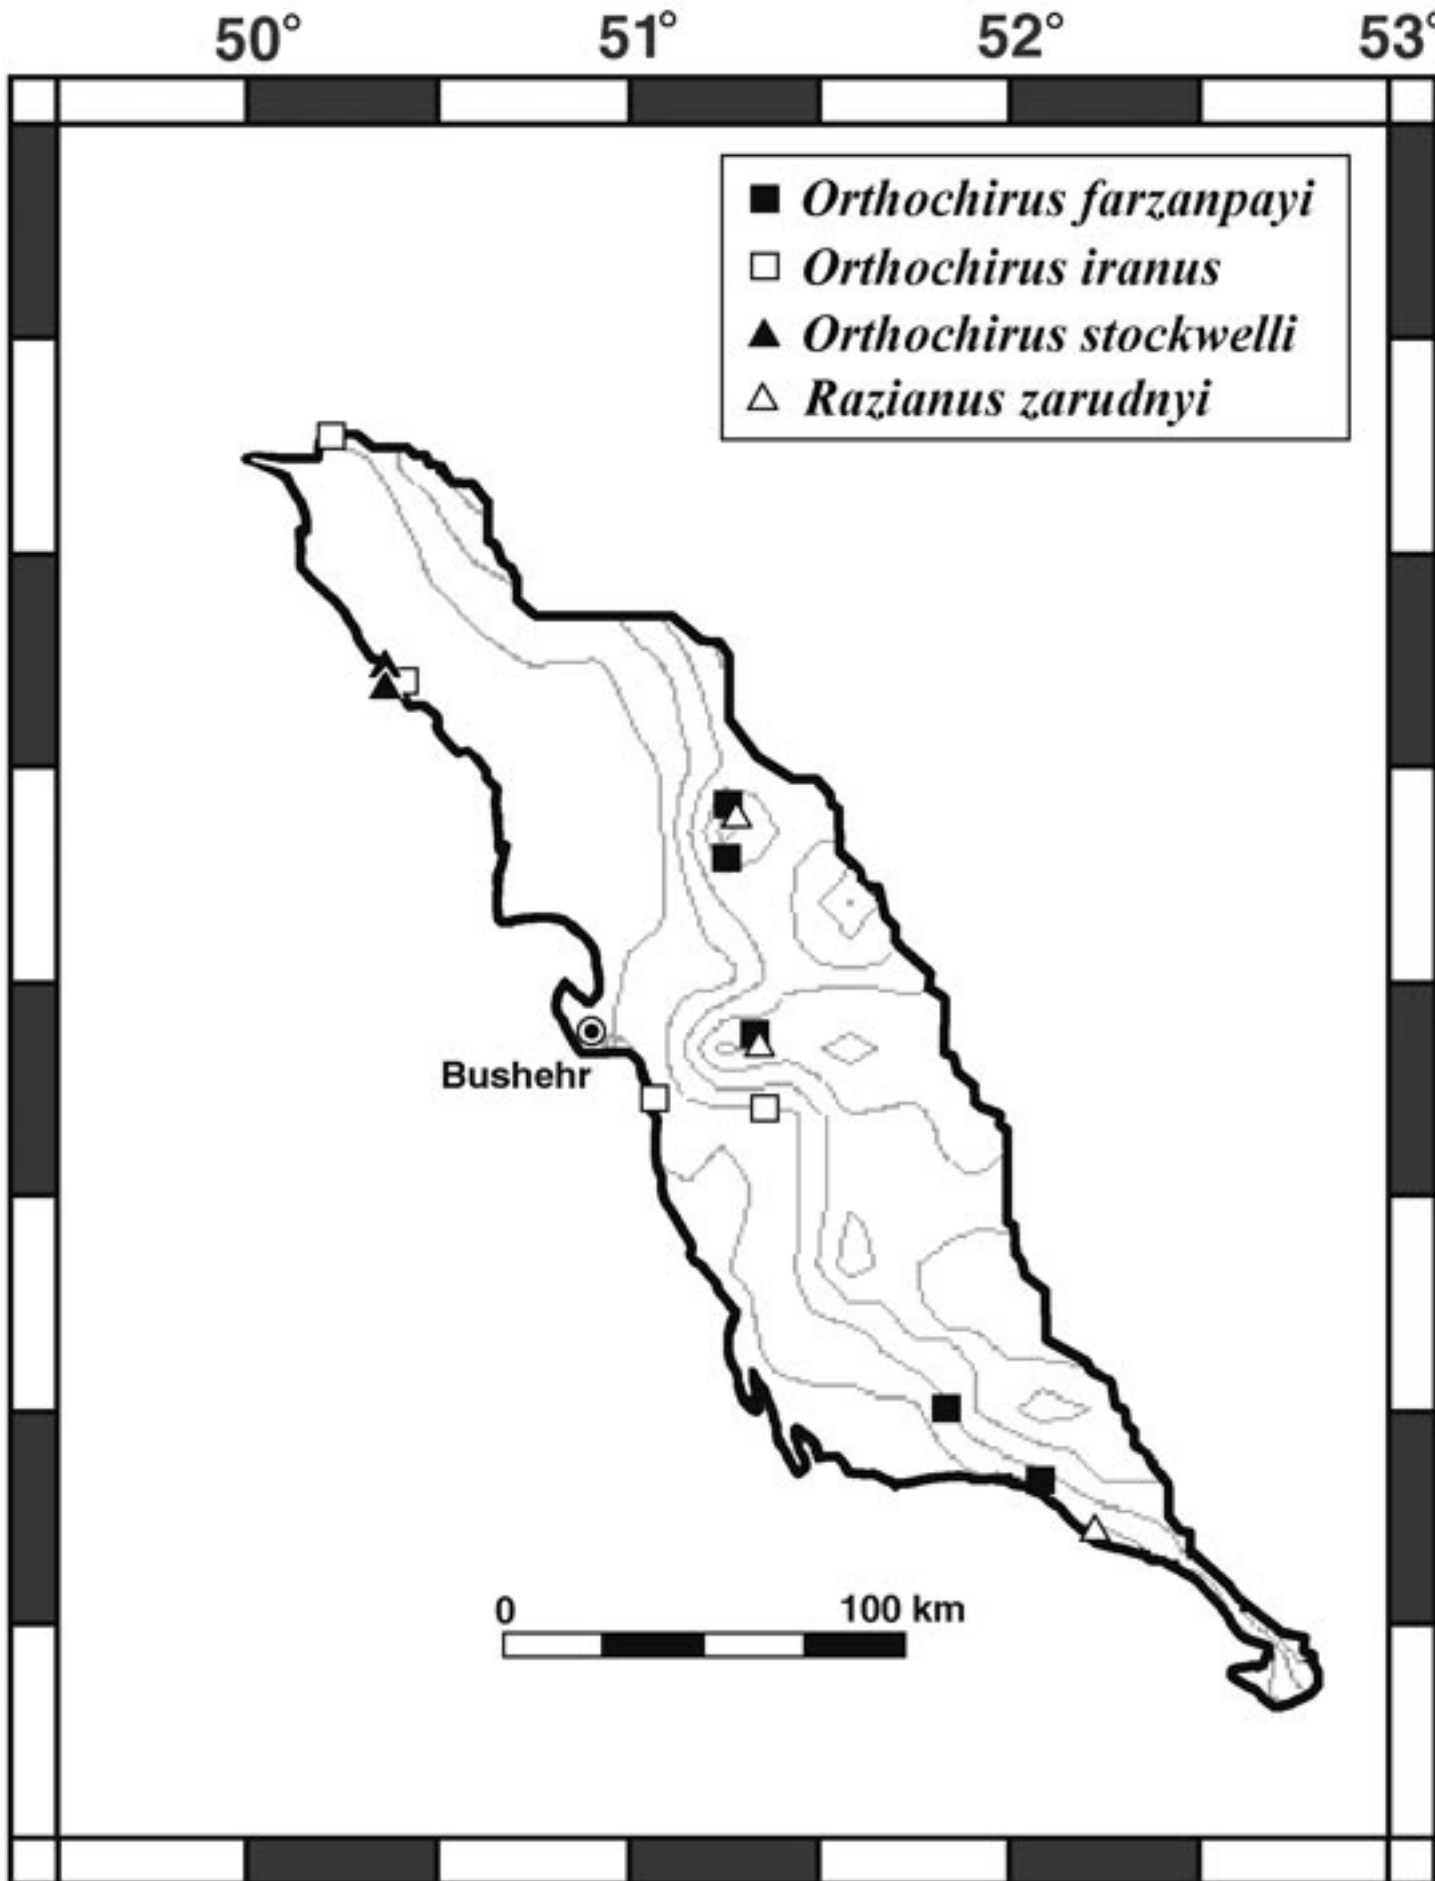 50° 51° 52° 53°
Orthochirus farzanpayi
Orthochirus iranus
Orthochirus stockwelli
Razianus zarudnyi
Bushehr
0 100 km